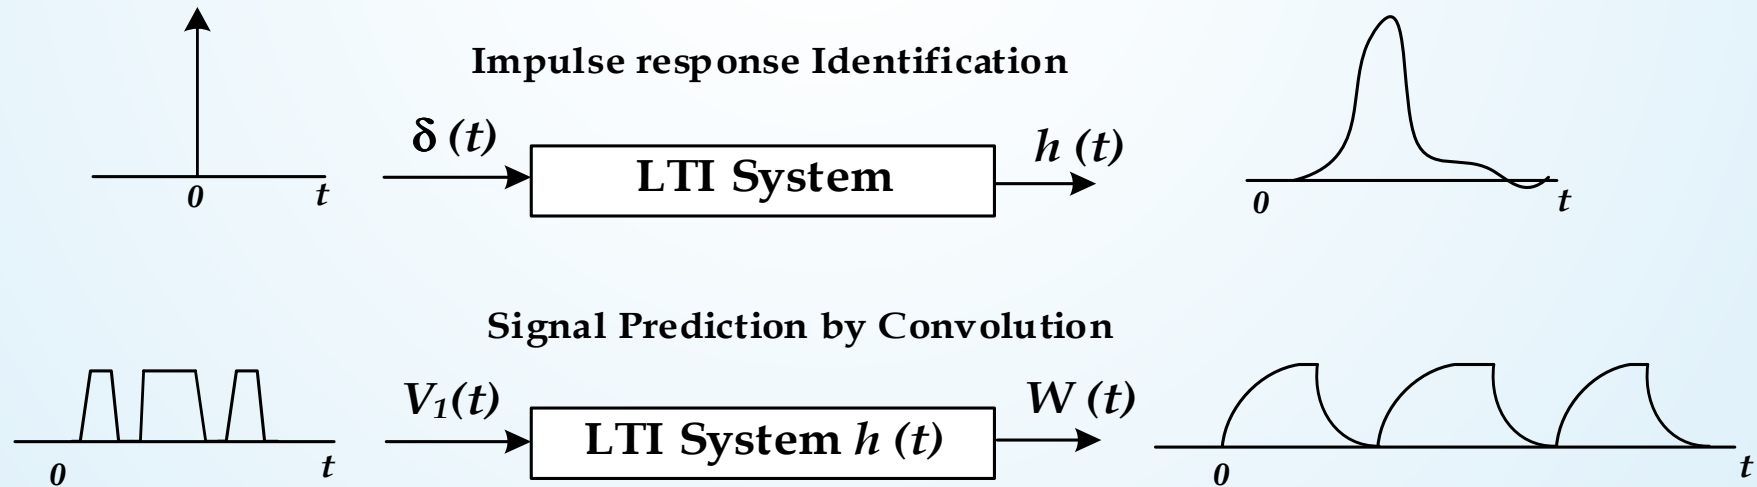 Impulse response Identification
δ (t)
LTI System
h (t)
0
t
0
t
Signal Prediction by Convolution
V₁(t)
LTI System h (t)
W (t)
0
t
0
t